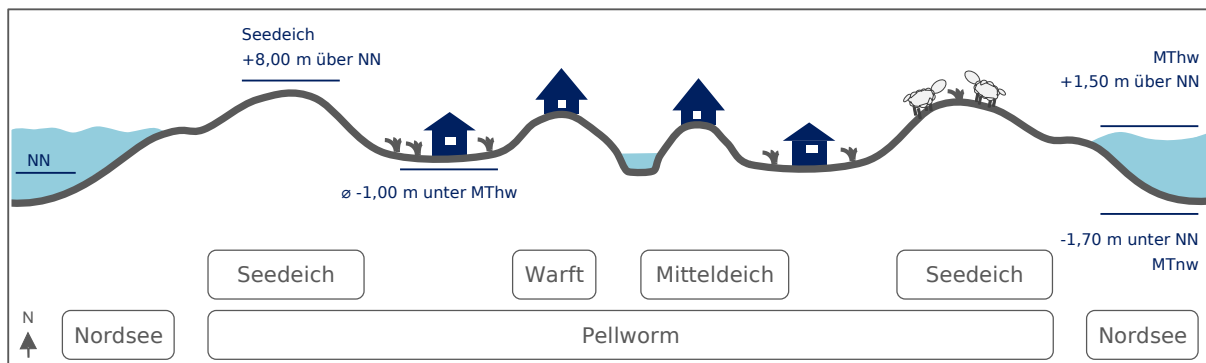 Seedeich
+8,00 m über NN
MThw
+1,50 m über NN
NN
ø -1,00 m unter MThw
-1,70 m unter NN
MTnw
Seedeich
Warft
Mitteldeich
Seedeich
N
Nordsee
Pellworm
Nordsee